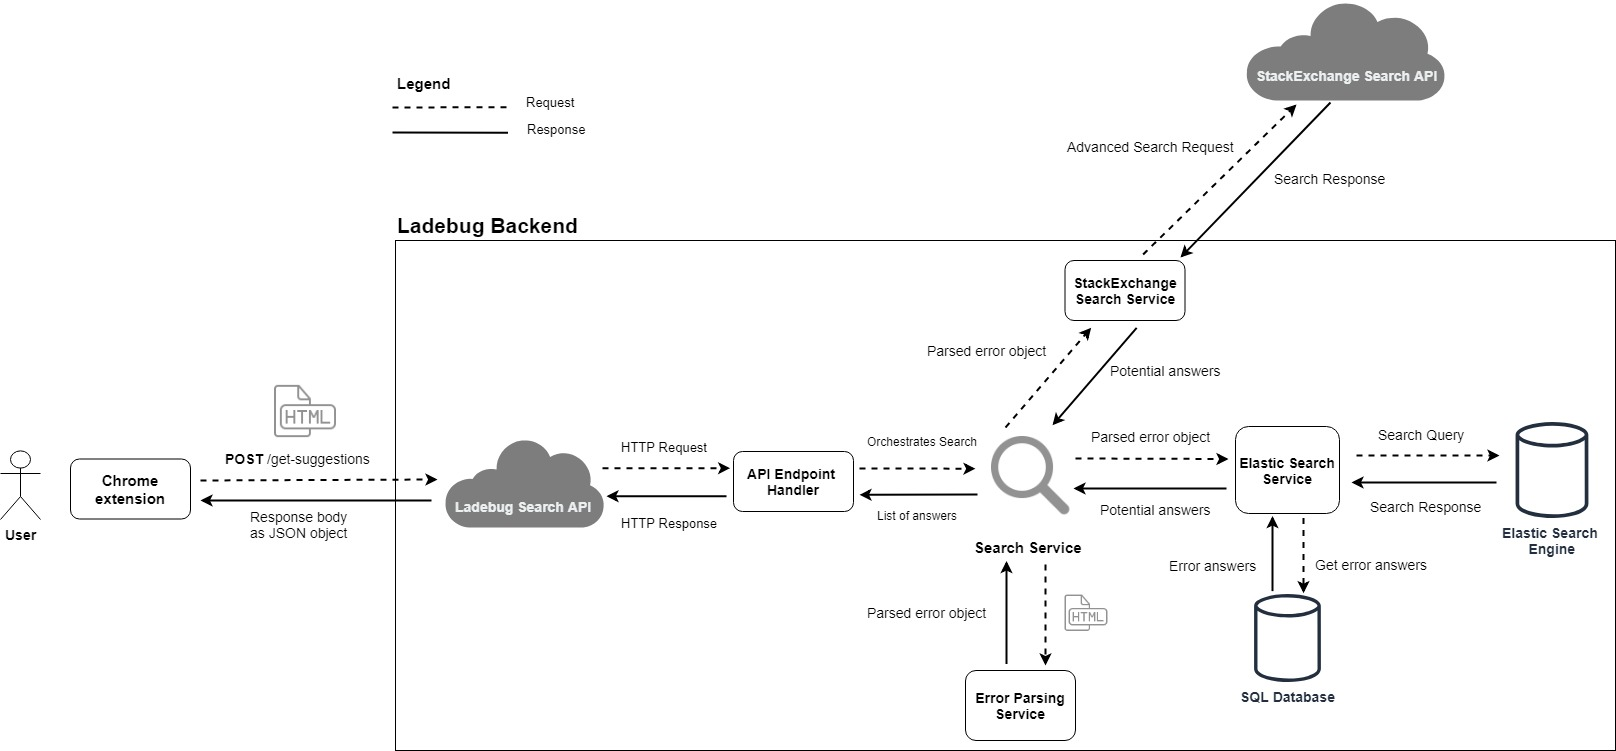 StackExchange Search API
Legend
Request
Response
Advanced Search Request
Search Response
Ladebug Backend
StackExchange
Search Service
Parsed error object
Potential answers
HTML
POST /get-suggestions
User
Chrome
extension
Response body
as JSON object
Ladebug Search API
HTTP Request
HTTP Response
API Endpoint
Handler
Orchestrates Search
List of answers
Search Service
Parsed error object
Potential answers
Elastic Search
Service
Search Query
Search Response
Elastic Search
Engine
Error answers
Get error answers
SQL Database
Parsed error object
HTML
Error Parsing
Service